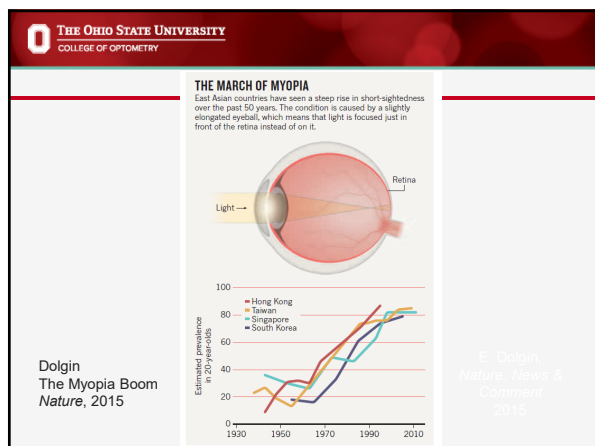 THE OHIO STATE UNIVERSITY
COLLEGE OF OPTOMETRY
THE MARCH OF MYOPIA
East Asian countries have seen a steep rise in short-sightedness
over the past 50 years. The condition is caused by a slightly
elongated eyeball, which means that light is focused just in
front of the retina instead of on it.
Retina
Light
100
80
60
40
20
0
Estimated prevalence
in 20-year-olds
Hong Kong
Taiwan
Singapore
South Korea
1930
1950
1970
1990
2010
Dolgin
The Myopia Boom
Nature, 2015
E. Dolgin,
Nature, News &
Comment
2015